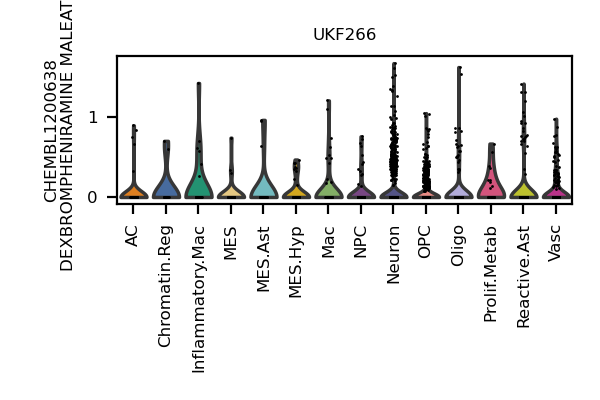 UKF266
CHEMBL1200638
DEXBROMPHENIRAMINE MALEAT
1
0
AC
Chromatin.Reg
Inflammatory.Mac
MES
MES.Ast
MES.Hyp
Mac
NPC
Neuron
OPC
Oligo
Prolif.Metab
Reactive.Ast
Vasc